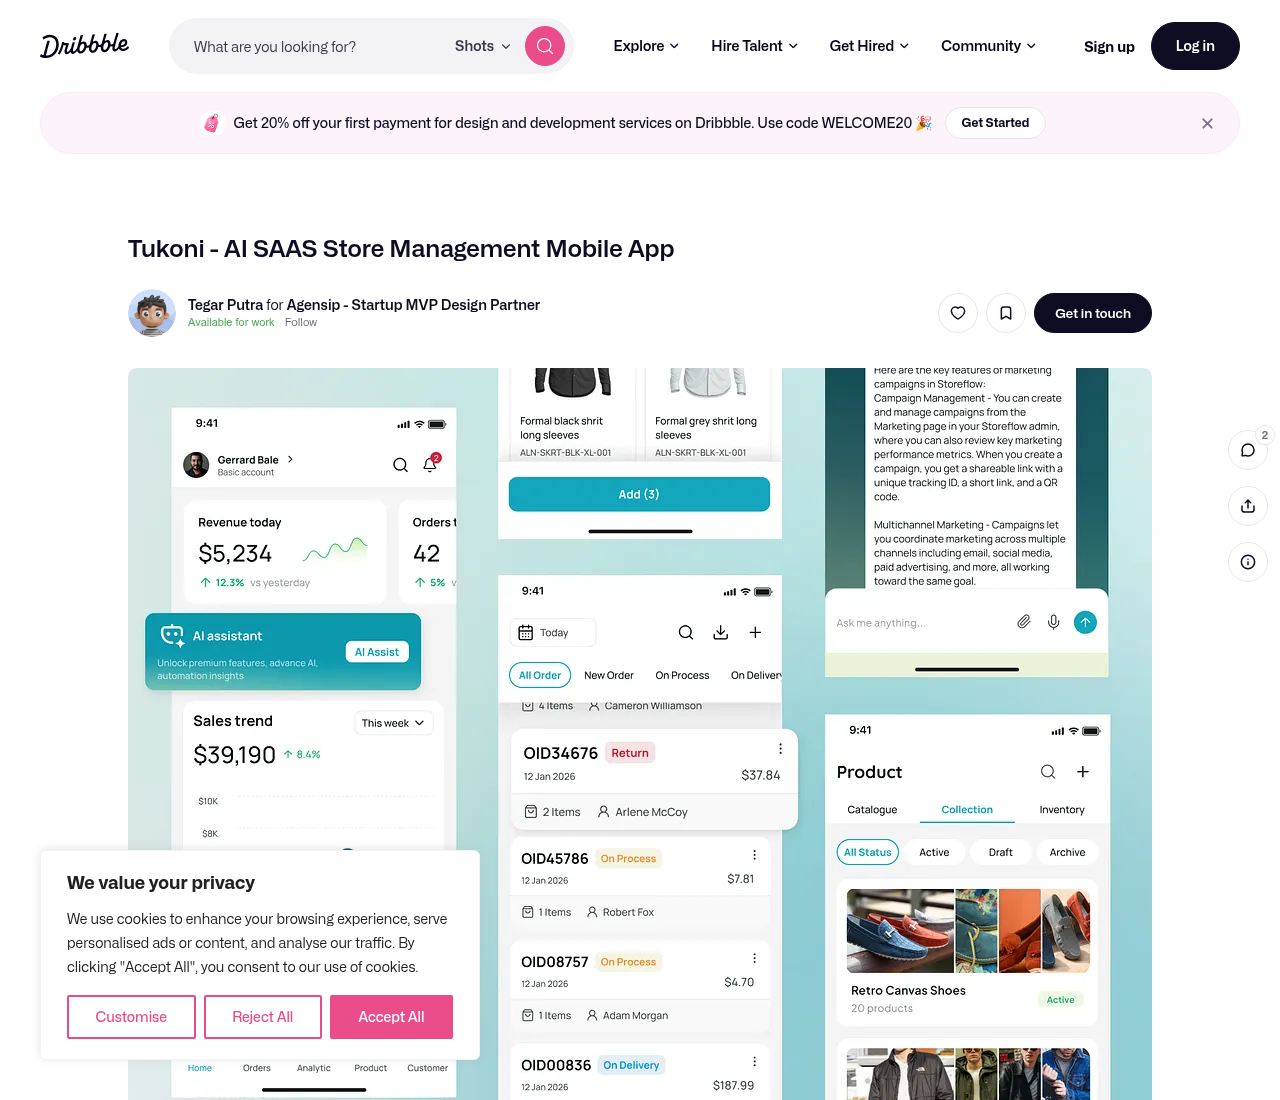 Dribbble
What are you looking for?
Shots
Explore
Hire Talent
Get Hired
Community
Sign up
Log in
Get 20% off your first payment for design and development services on Dribbble. Use code WELCOME20 🎉
Get Started
Tukoni - AI SAAS Store Management Mobile App
Tegar Putra for Agensip - Startup MVP Design Partner
Available for work Follow
Get in touch
2
9:41
Gerrard Bale
Basic account
2
Revenue today
$5,234
12.3% vs yesterday
Orders t
42
5% v
AI assistant
Unlock premium features, advance AI,
automation insights
AI Assist
Sales trend
This week
$39,190
8.4%
$10K
$8K
Home
Orders
Analytic
Product
Customer
Formal black shrit
long sleeves
ALN-SKRT-BLK-XL-001
Formal grey shrit long
sleeves
ALN-SKRT-BLK-XL-001
Add (3)
9:41
Today
All Order
New Order
On Process
On Delivery
4 Items
Cameron Williamson
OID34676
Return
12 Jan 2026
$37.84
2 Items
Arlene McCoy
OID45786
On Process
12 Jan 2026
$7.81
1 Items
Robert Fox
OID08757
On Process
12 Jan 2026
$4.70
1 Items
Adam Morgan
OID00836
On Delivery
12 Jan 2026
$187.99
Here are the key features of marketing
campaigns in Storeflow:
Campaign Management - You can create
and manage campaigns from the
Marketing page in your Storeflow admin,
where you can also review key marketing
performance metrics. When you create a
campaign, you get a shareable link with a
unique tracking ID, a short link, and a QR
code.
Multichannel Marketing - Campaigns let
you coordinate marketing across multiple
channels including email, social media,
paid advertising, and more, all working
toward the same goal.
Ask me anything...
9:41
Product
Catalogue
Collection
Inventory
All Status
Active
Draft
Archive
Retro Canvas Shoes
20 products
Active
We value your privacy
We use cookies to enhance your browsing experience, serve
personalised ads or content, and analyse our traffic. By
clicking "Accept All", you consent to our use of cookies.
Customise
Reject All
Accept All